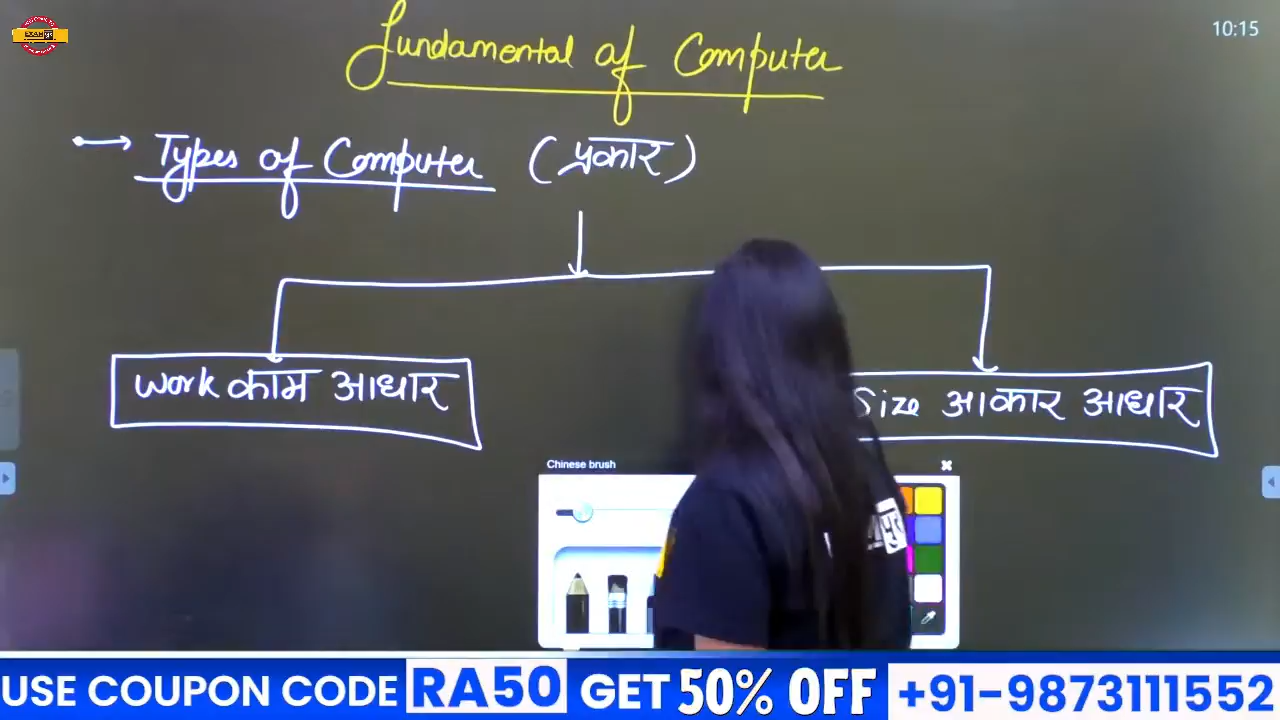 10:15
Fundamental of Computer
Types of Computer (प्रकार)
Work काम आधार
Size आकार आधार
Chinese brush
USE COUPON CODE RA50 GET 50% OFF +91-9873111552